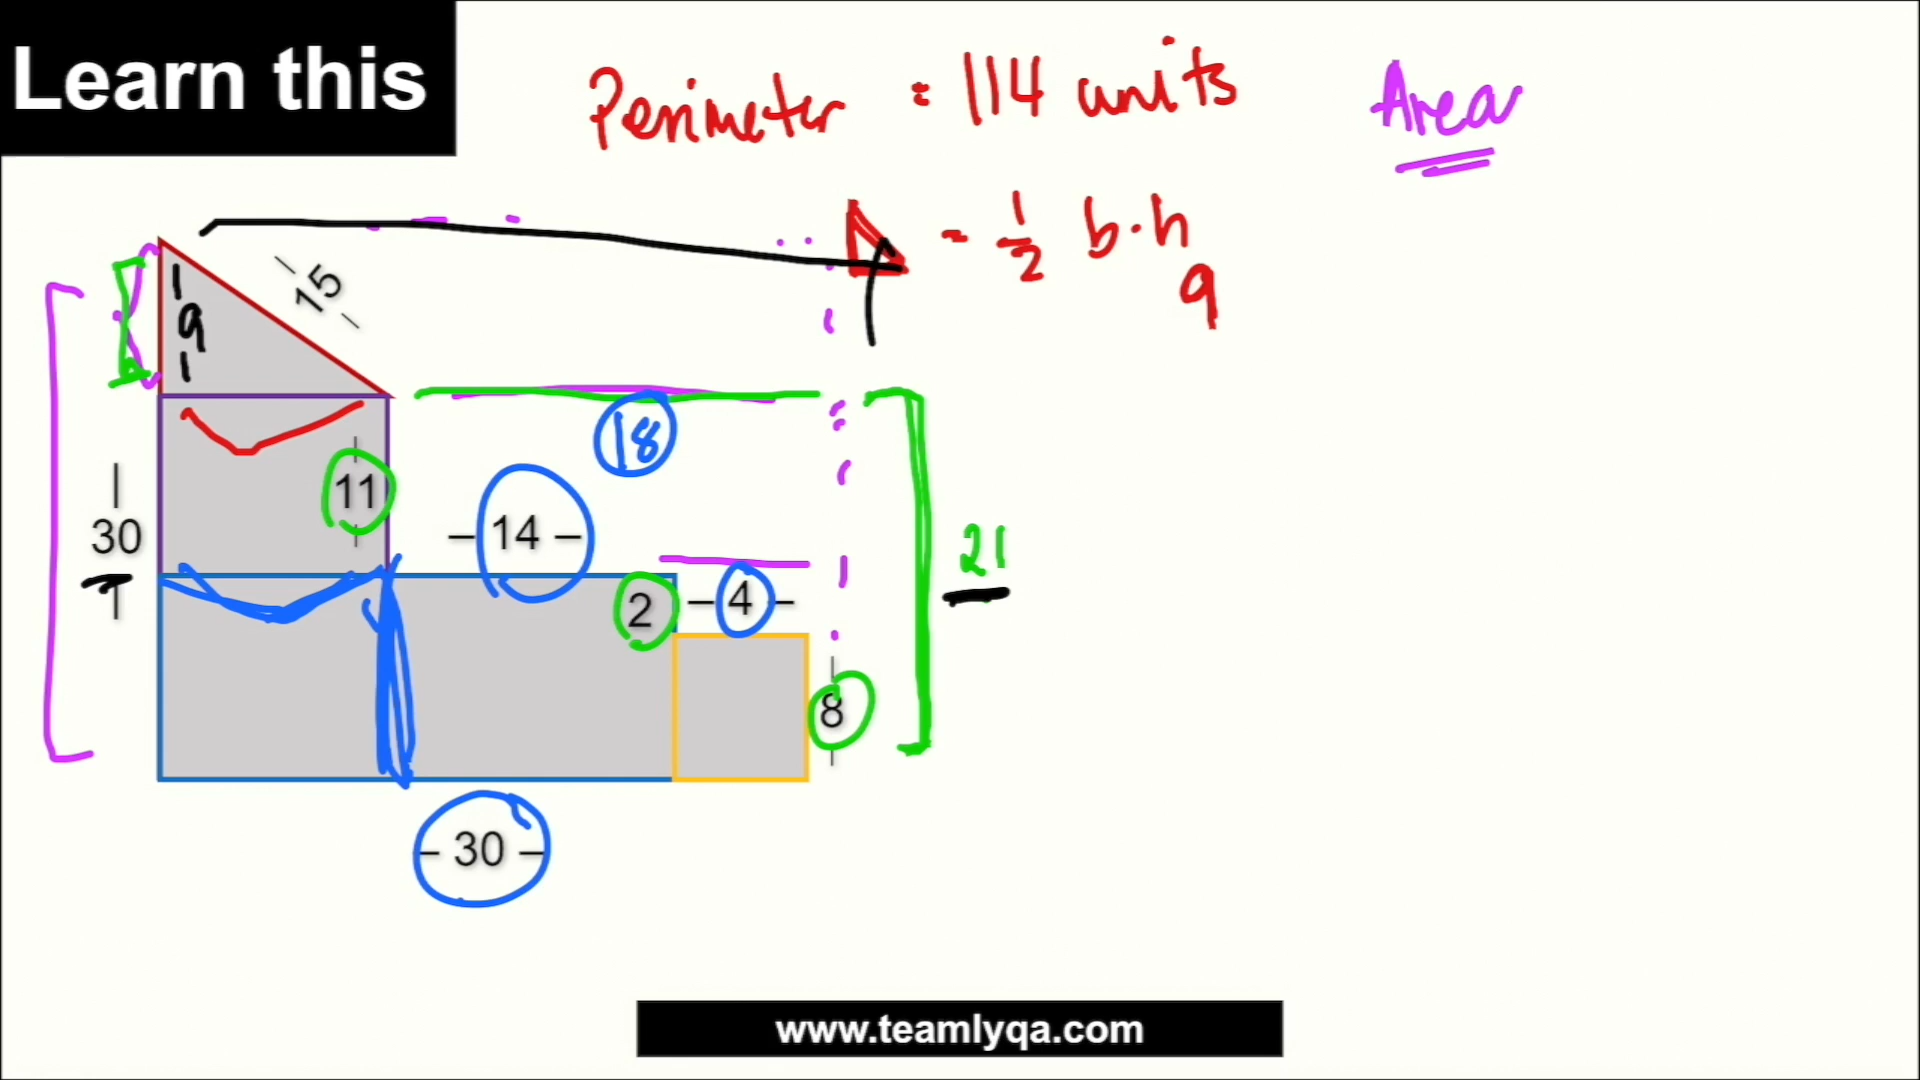 Learn this
Perimeter = 114 units
Area
= 1/2 b·h
9
15
9
18
11
- 14 -
30
21
2
- 4 -
8
- 30 -
www.teamlyqa.com